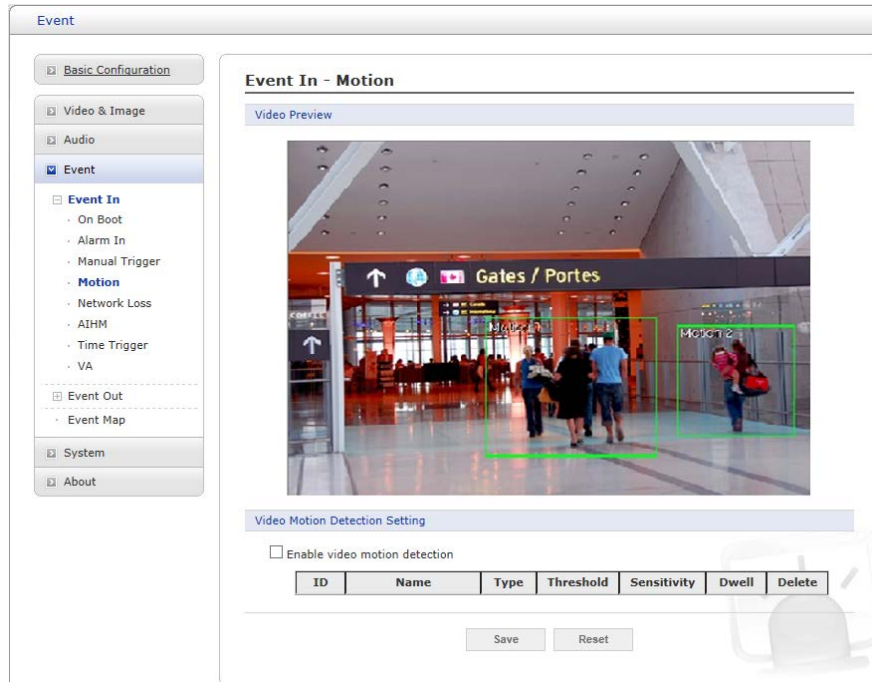 Event
Basic Configuration
Video & Image
Audio
Event
Event In
On Boot
Alarm In
Manual Trigger
Motion
Network Loss
AIHM
Time Trigger
VA
Event Out
Event Map
System
About
Event In - Motion
Video Preview
Gates / Portes
Motion 2
Video Motion Detection Setting
Enable video motion detection
ID Name Type Threshold Sensitivity Dwell Delete
Save Reset